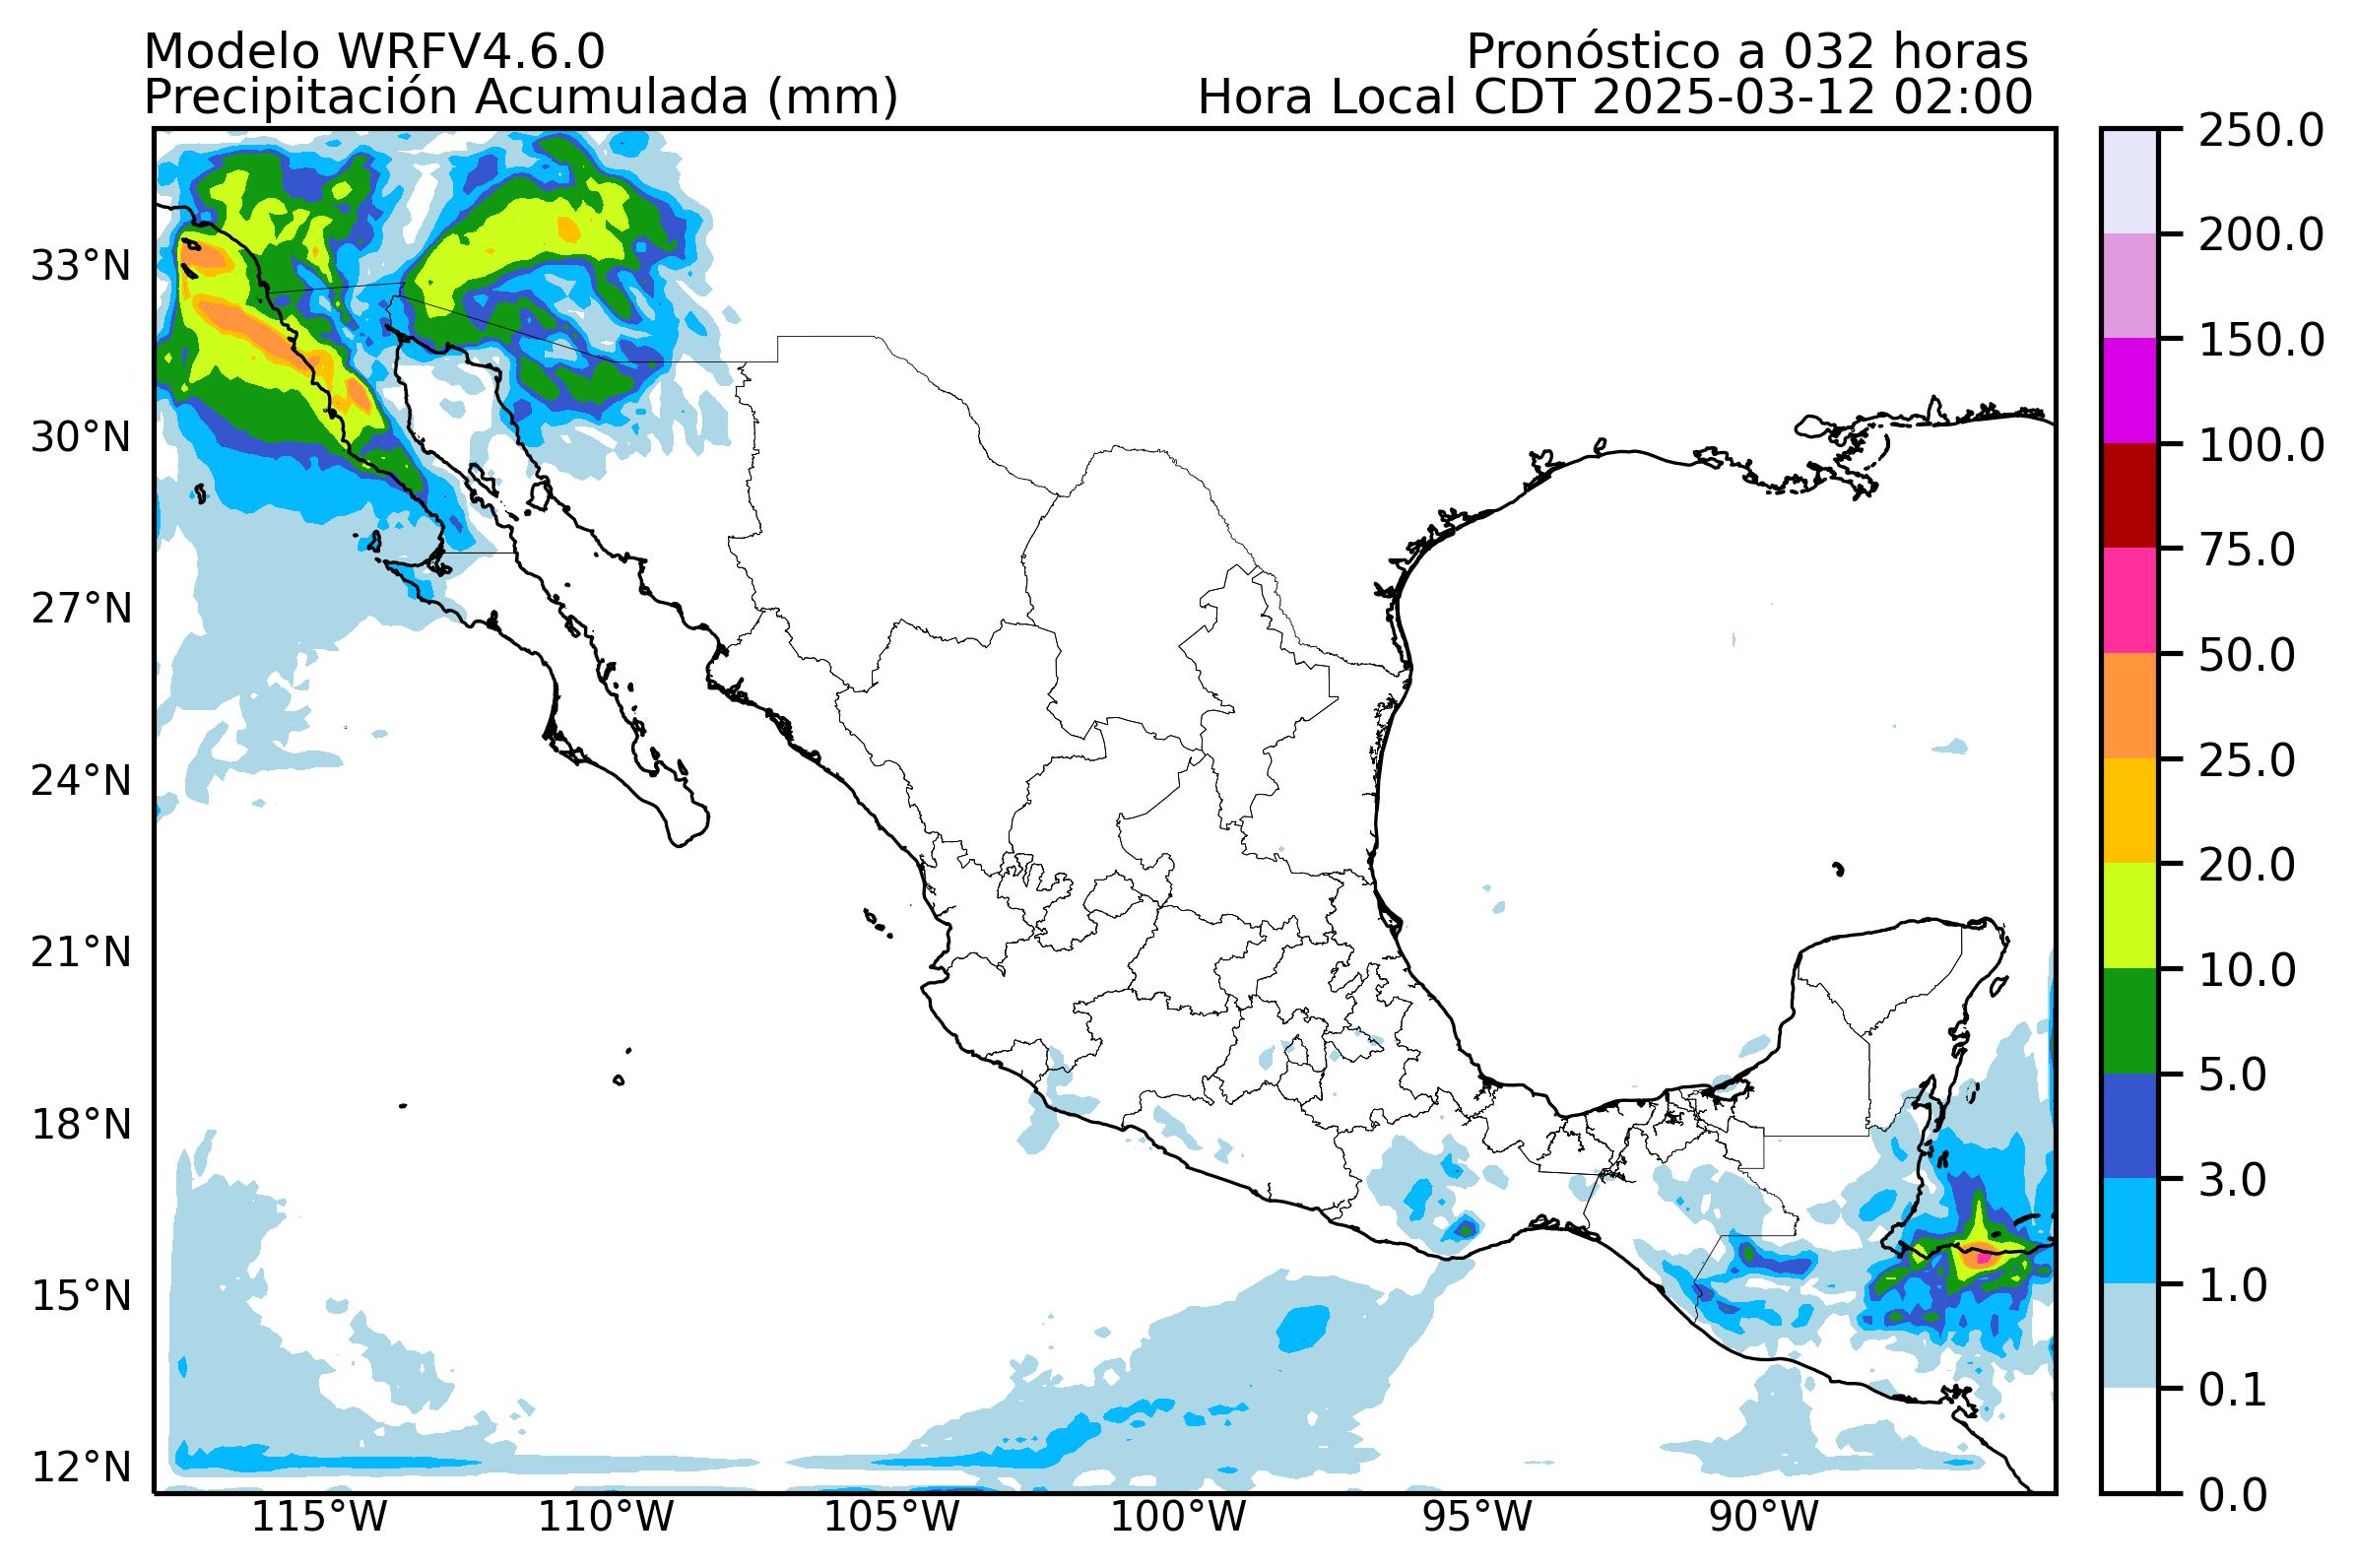 Modelo WRFV4.6.0
Pronóstico a 032 horas
Precipitación Acumulada (mm)
Hora Local CDT 2025-03-12 02:00
33°N
30°N
27°N
24°N
21°N
18°N
15°N
12°N
115°W
110°W
105°W
100°W
95°W
90°W
250.0
200.0
150.0
100.0
75.0
50.0
25.0
20.0
10.0
5.0
3.0
1.0
0.1
0.0